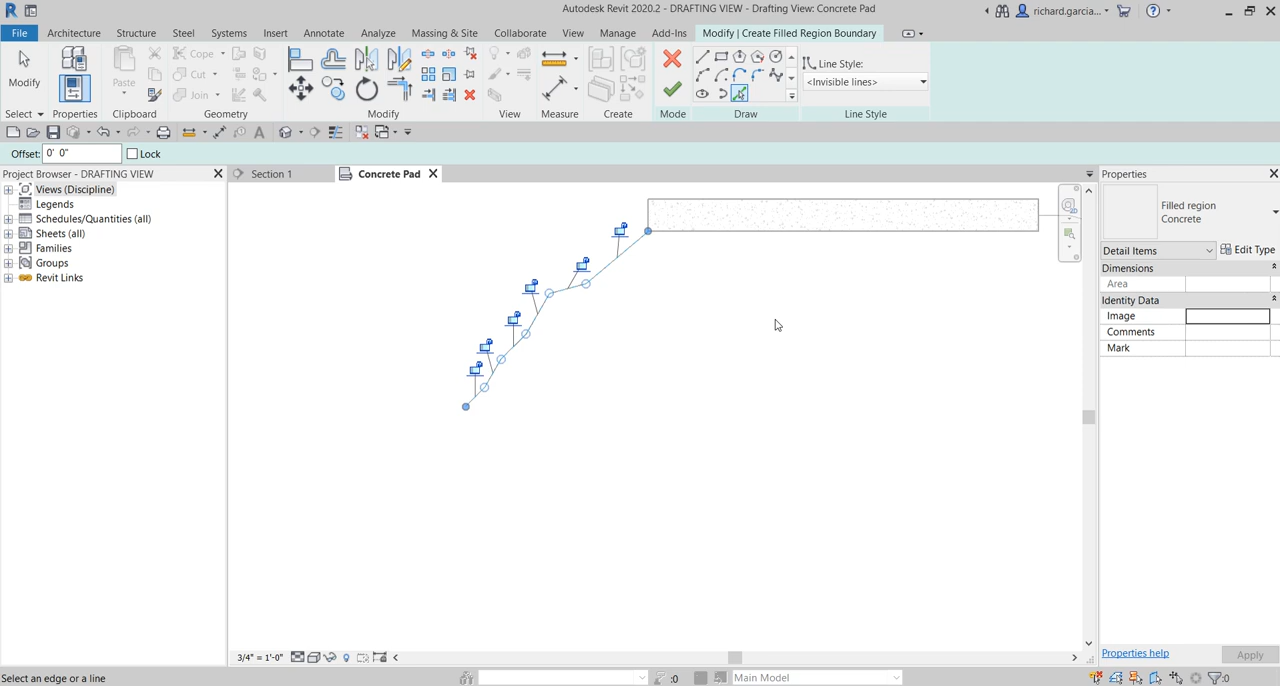 Autodesk Revit 2020.2 - DRAFTING VIEW - Drafting View: Concrete Pad
richard.garcia...
File Architecture Structure Steel Systems Insert Annotate Analyze Massing & Site Collaborate View Manage Add-Ins Modify | Create Filled Region Boundary
Modify
Paste
Cope
Cut
Join
Line Style:
<Invisible lines>
Select Properties Clipboard Geometry Modify View Measure Create Mode Draw Line Style
Offset: 0' 0" Lock
Project Browser - DRAFTING VIEW
Views (Discipline)
Legends
Schedules/Quantities (all)
Sheets (all)
Families
Groups
Revit Links
Section 1
Concrete Pad
Properties
Filled region
Concrete
Detail Items Edit Type
Dimensions
Area
Identity Data
Image
Comments
Mark
Properties help Apply
3/4" = 1'-0"
Select an edge or a line
:0
Main Model
:0